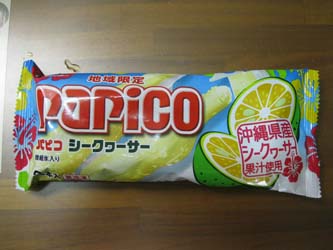 地域限定
PAPICO
パピコ シークヮーサー
沖縄県産
シークヮーサー
果汁使用